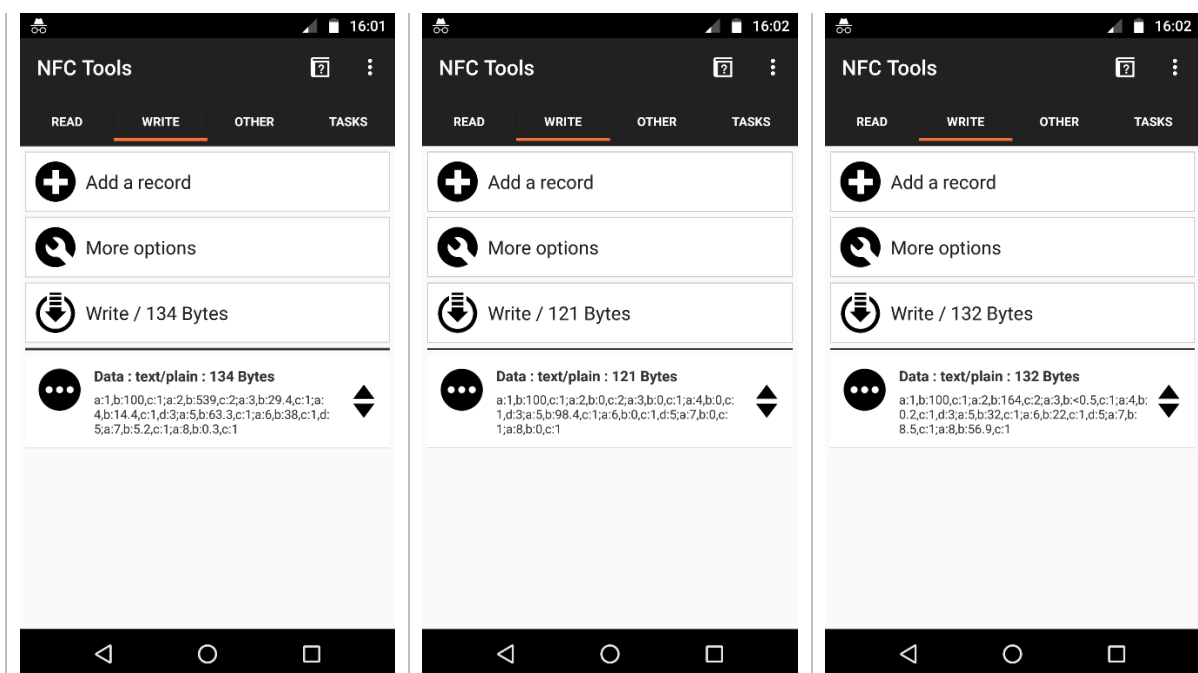 16:01
NFC Tools
READ WRITE OTHER TASKS
Add a record
More options
Write / 134 Bytes
Data : text/plain : 134 Bytes
a:1,b:100,c:1;a:2,b:539,c:2;a:3,b:29.4,c:1;a:
4,b:14.4,c:1,d:3;a:5,b:63.3,c:1;a:6,b:38,c:1,d:
5;a:7,b:5.2,c:1;a:8,b:0.3,c:1
16:02
NFC Tools
READ WRITE OTHER TASKS
Add a record
More options
Write / 121 Bytes
Data : text/plain : 121 Bytes
a:1,b:100,c:1;a:2,b:0,c:2;a:3,b:0,c:1;a:4,b:0,c:
1,d:3;a:5,b:98.4,c:1;a:6,b:0,c:1,d:5;a:7,b:0,c:
1;a:8,b:0,c:1
16:02
NFC Tools
READ WRITE OTHER TASKS
Add a record
More options
Write / 132 Bytes
Data : text/plain : 132 Bytes
a:1,b:100,c:1;a:2,b:164,c:2;a:3,b:<0.5,c:1;a:4,b:
0.2,c:1,d:3;a:5,b:32,c:1;a:6,b:22,c:1,d:5;a:7,b:
8.5,c:1;a:8,b:56.9,c:1